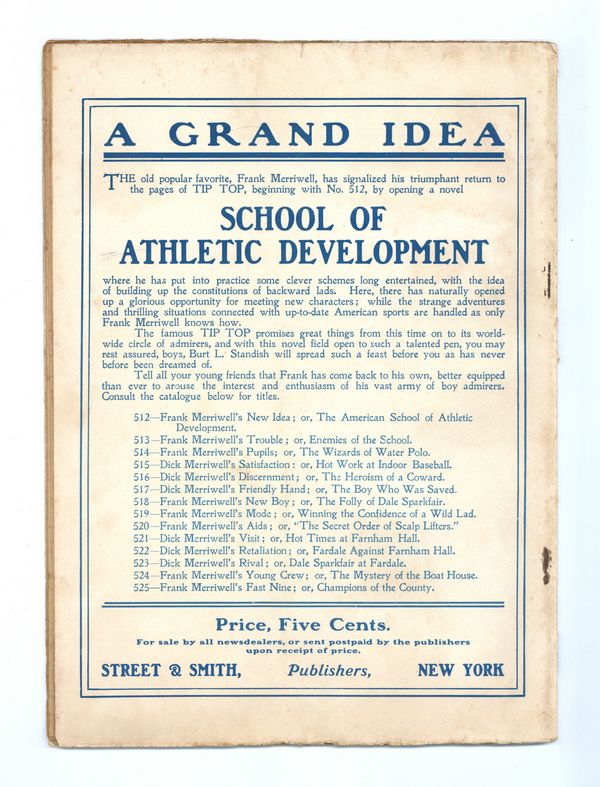 A GRAND IDEA
THE old popular favorite, Frank Merriwell, has signalized his triumphant return to
the pages of TIP TOP, beginning with No. 512, by opening a novel
SCHOOL OF
ATHLETIC DEVELOPMENT
where he has put into practice some clever schemes long entertained, with the idea
of building up the constitutions of backward lads. Here, there has naturally opened
up a glorious opportunity for meeting new characters; while the strange adventures
and thrilling situations connected with up-to-date American sports are handled as only
Frank Merriwell knows how.
The famous TIP TOP promises great things from this time on to its world-
wide circle of admirers, and with this novel field open to such a talented pen, you may
rest assured, boys, Burt L. Standish will spread such a feast before you as has never
before been dreamed of.
Tell all your young friends that Frank has come back to his own, better equipped
than ever to arouse the interest and enthusiasm of his vast army of boy admirers.
Consult the catalogue below for titles.
512—Frank Merriwell's New Idea; or, The American School of Athletic
Development.
513—Frank Merriwell's Trouble; or, Enemies of the School.
514—Frank Merriwell's Pupils; or, The Wizards of Water Polo.
515—Dick Merriwell's Satisfaction: or, Hot Work at Indoor Baseball.
516—Dick Merriwell's Discernment; or, The Heroism of a Coward.
517—Dick Merriwell's Friendly Hand; or, The Boy Who Was Saved.
518—Frank Merriwell's New Boy; or, The Folly of Dale Sparkfair.
519—Frank Merriwell's Mode; or, Winning the Confidence of a Wild Lad.
520—Frank Merriwell's Aids; or, "The Secret Order of Scalp Lifters."
521—Dick Merriwell's Visit; or, Hot Times at Farnham Hall.
522—Dick Merriwell's Retaliation; or, Fardale Against Farnham Hall.
523—Dick Merriwell's Rival; or, Dale Sparkfair at Fardale.
524—Frank Merriwell's Young Crew; or, The Mystery of the Boat House.
525—Frank Merriwell's Fast Nine; or, Champions of the County.
Price, Five Cents.
For sale by all newsdealers, or sent postpaid by the publishers
upon receipt of price.
STREET & SMITH, Publishers, NEW YORK